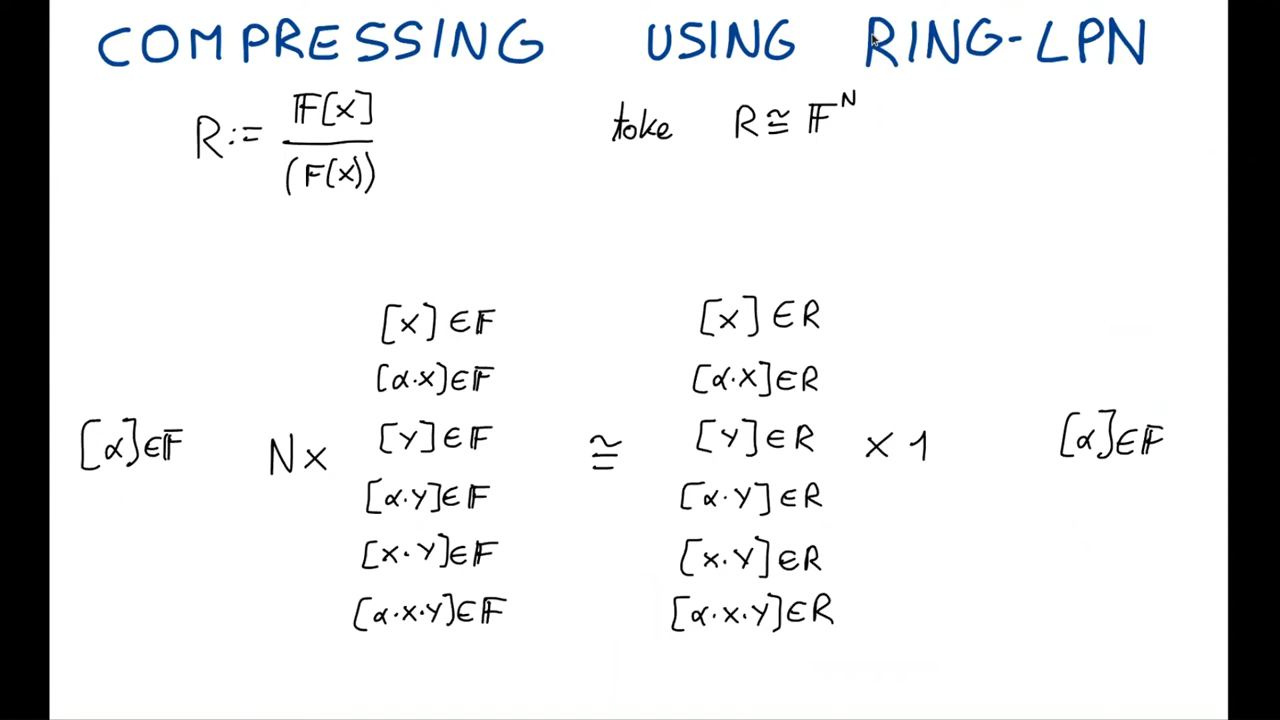 COMPRESSING USING RING-LPN
R := 𝔽[x] / (F(x))
take R ≅ 𝔽^N
[α]∈𝔽
N ×
[x]∈𝔽
[α·x]∈𝔽
[y]∈𝔽
[α·y]∈𝔽
[x·y]∈𝔽
[α·x·y]∈𝔽
≅
[x]∈R
[α·x]∈R
[y]∈R
[α·y]∈R
[x·y]∈R
[α·x·y]∈R
× 1
[α]∈𝔽